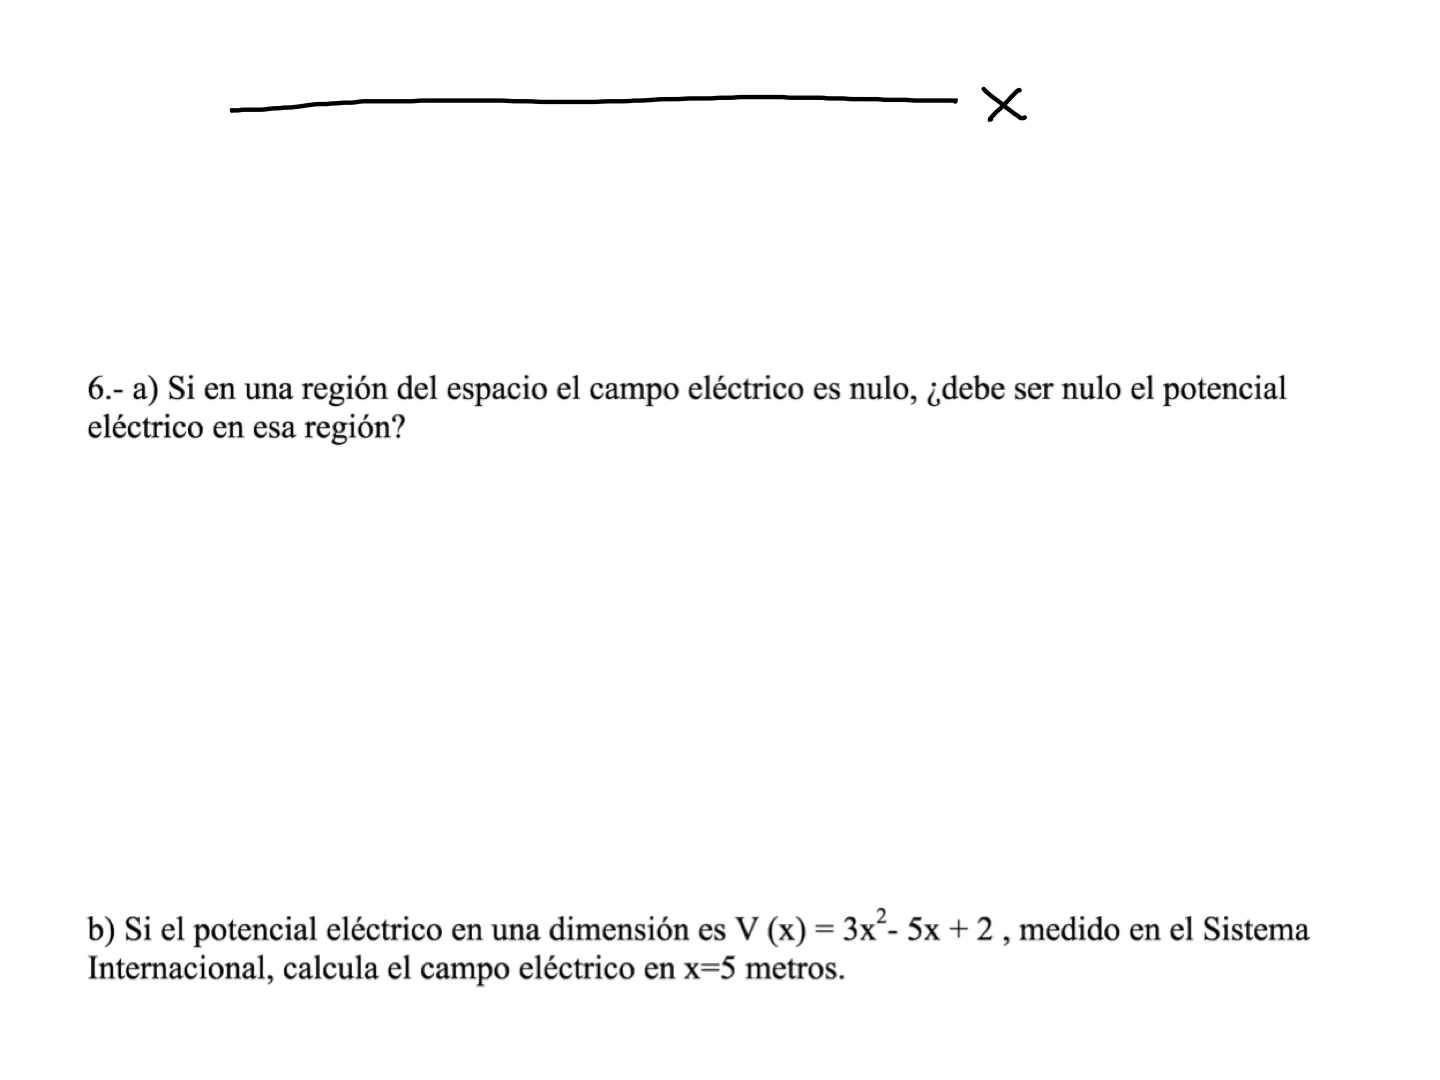 x
6.- a) Si en una región del espacio el campo eléctrico es nulo, ¿debe ser nulo el potencial
eléctrico en esa región?
b) Si el potencial eléctrico en una dimensión es V (x) = 3x²- 5x + 2 , medido en el Sistema
Internacional, calcula el campo eléctrico en x=5 metros.